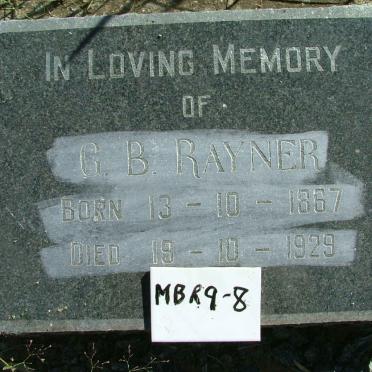 In Loving Memory
of
G. B. Rayner
Born 13 - 10 - 1867
Died 19 - 10 - 1929
MBR9-8